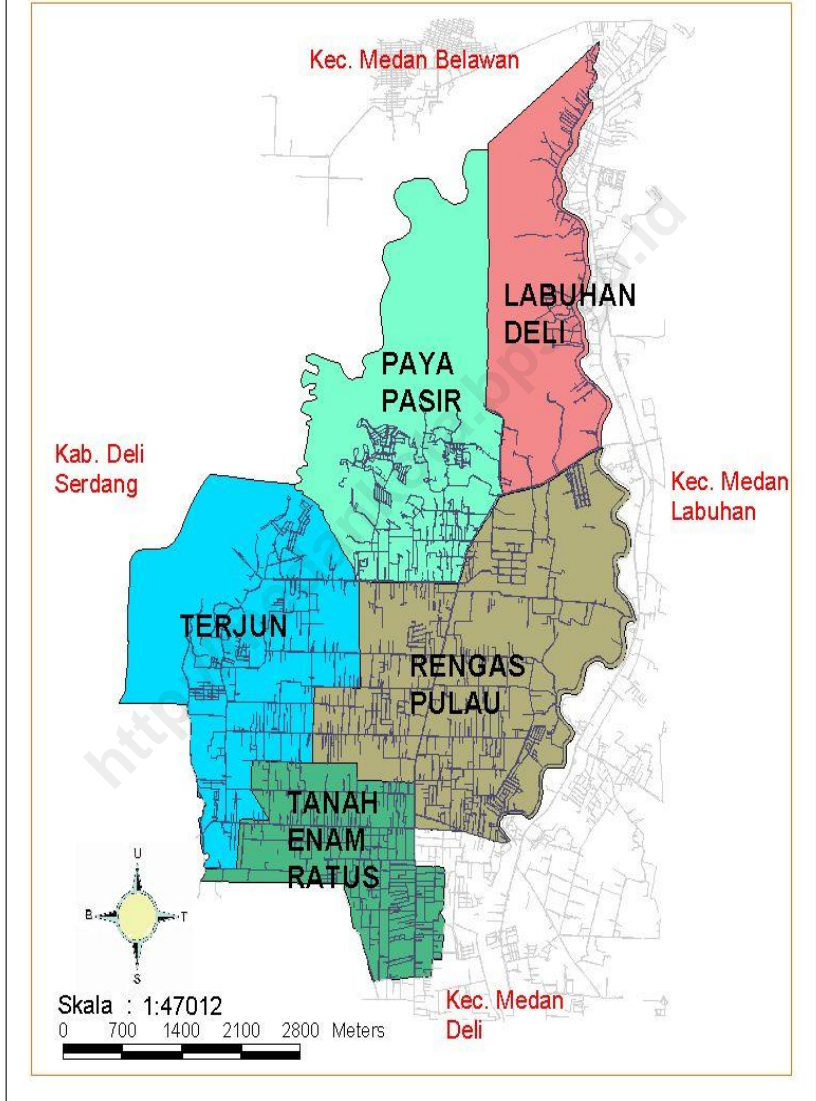 Kec. Medan Belawan
LABUHAN
DELI
PAYA
PASIR
Kab. Deli
Serdang
Kec. Medan
Labuhan
TERJUN
RENGAS
PULAU
TANAH
ENAM
RATUS
U
B
T
S
Skala : 1:47012
0 700 1400 2100 2800 Meters
Kec. Medan
Deli